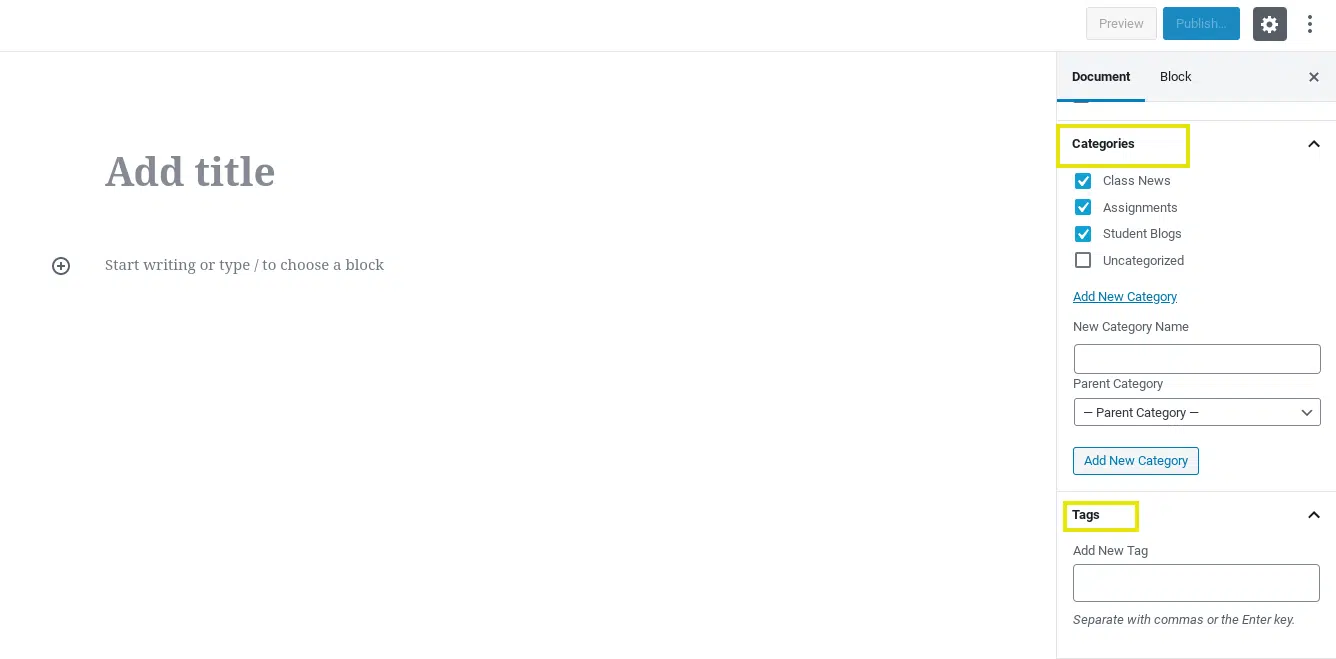 Preview Publish...
Document Block
Add title
Start writing or type / to choose a block
Categories
Class News
Assignments
Student Blogs
Uncategorized
Add New Category
New Category Name
Parent Category
— Parent Category —
Add New Category
Tags
Add New Tag
Separate with commas or the Enter key.